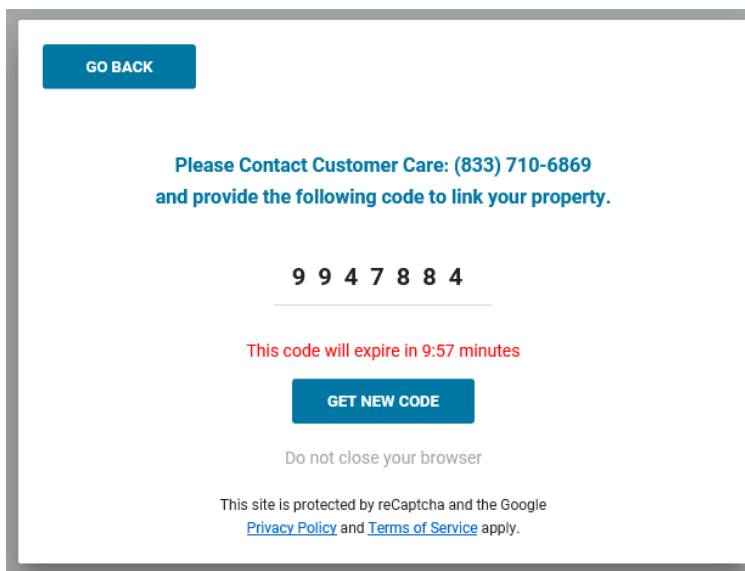 GO BACK
Please Contact Customer Care: (833) 710-6869
and provide the following code to link your property.
9 9 4 7 8 8 4
This code will expire in 9:57 minutes
GET NEW CODE
Do not close your browser
This site is protected by reCaptcha and the Google
Privacy Policy and Terms of Service apply.